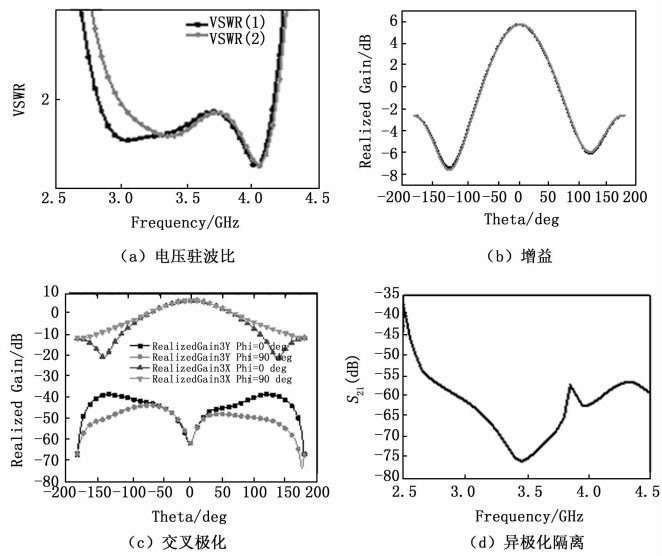 VSWR(1)
VSWR(2)
VSWR
2
2.5 3.0 3.5 4.0 4.5
Frequency/GHz
(a) 电压驻波比
Realized Gain/dB
6
4
2
0
-2
-4
-6
-8
-200 -150 -100 -50 0 50 100 150 200
Theta/deg
(b) 增益
Realized Gain/dB
10
0
-10
-20
-30
-40
-50
-60
-70
-80
RealizedGain3Y Phi=0 deg
RealizedGain3Y Phi=90 deg
RealizedGain3X Phi=0 deg
RealizedGain3X Phi=90 deg
-200 -150 -100 -50 0 50 100 150 200
Theta/deg
(c) 交叉极化
S21(dB)
-35
-40
-45
-50
-55
-60
-65
-70
-75
-80
2.5 3.0 3.5 4.0 4.5
Frequency/GHz
(d) 异极化隔离